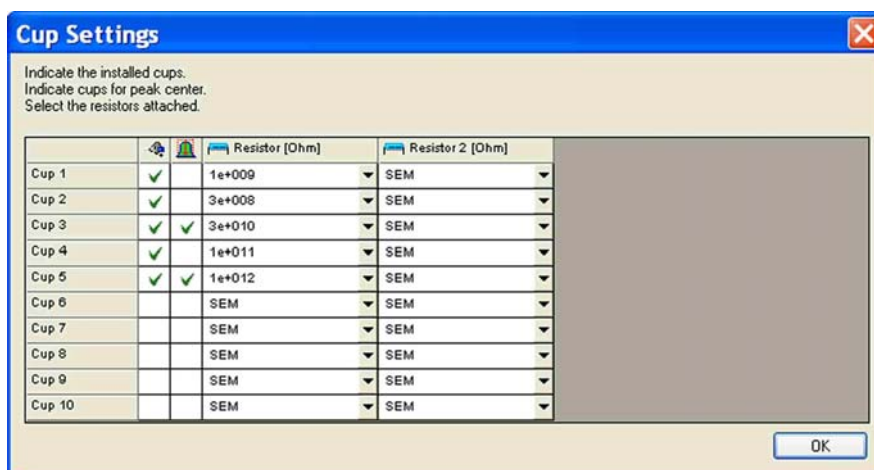 Cup Settings
Indicate the installed cups.
Indicate cups for peak center.
Select the resistors attached.
Resistor [Ohm] Resistor 2 [Ohm]
Cup 1 1e+009 SEM
Cup 2 3e+008 SEM
Cup 3 3e+010 SEM
Cup 4 1e+011 SEM
Cup 5 1e+012 SEM
Cup 6 SEM SEM
Cup 7 SEM SEM
Cup 8 SEM SEM
Cup 9 SEM SEM
Cup 10 SEM SEM
OK